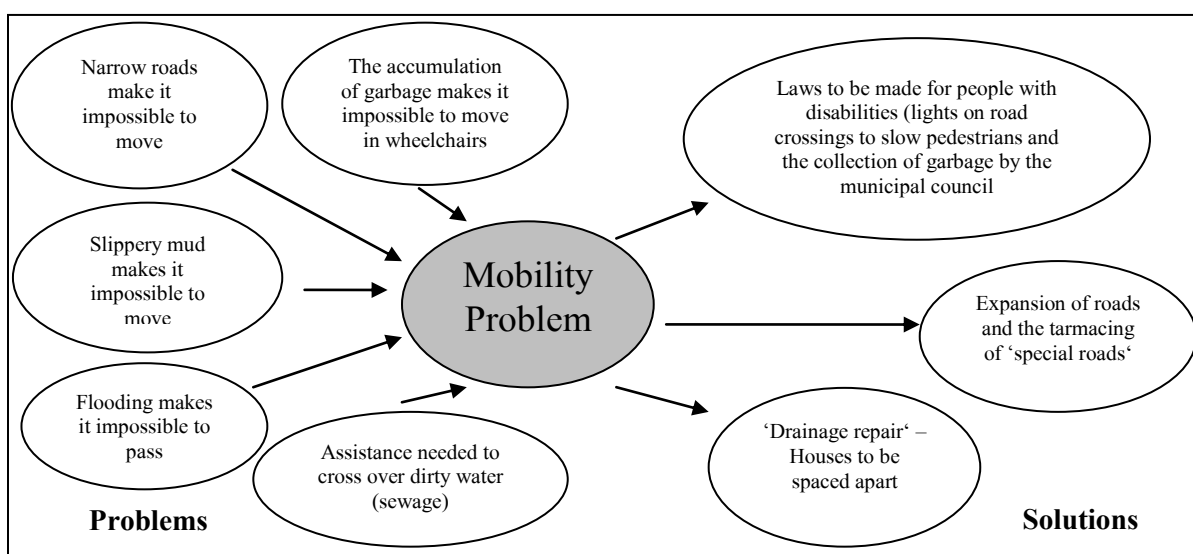 Narrow roads
make it
impossible to
move
The accumulation
of garbage makes it
impossible to move
in wheelchairs
Laws to be made for people with
disabilities (lights on road
crossings to slow pedestrians and
the collection of garbage by the
municipal council
Slippery mud
makes it
impossible to
move
Mobility
Problem
Expansion of roads
and the tarmacing
of ‘special roads‘
Flooding makes
it impossible to
pass
Assistance needed to
cross over dirty water
(sewage)
‘Drainage repair‘ –
Houses to be
spaced apart
Problems
Solutions